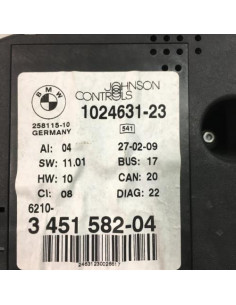 BMW
JOHNSON
CONTROLS
1024631-23
258115-10
GERMANY
541
AI: 04 27-02-09
SW: 11.01 BUS: 17
HW: 10 CAN: 20
CI: 08 DIAG: 22
6210-
3 451 582-04